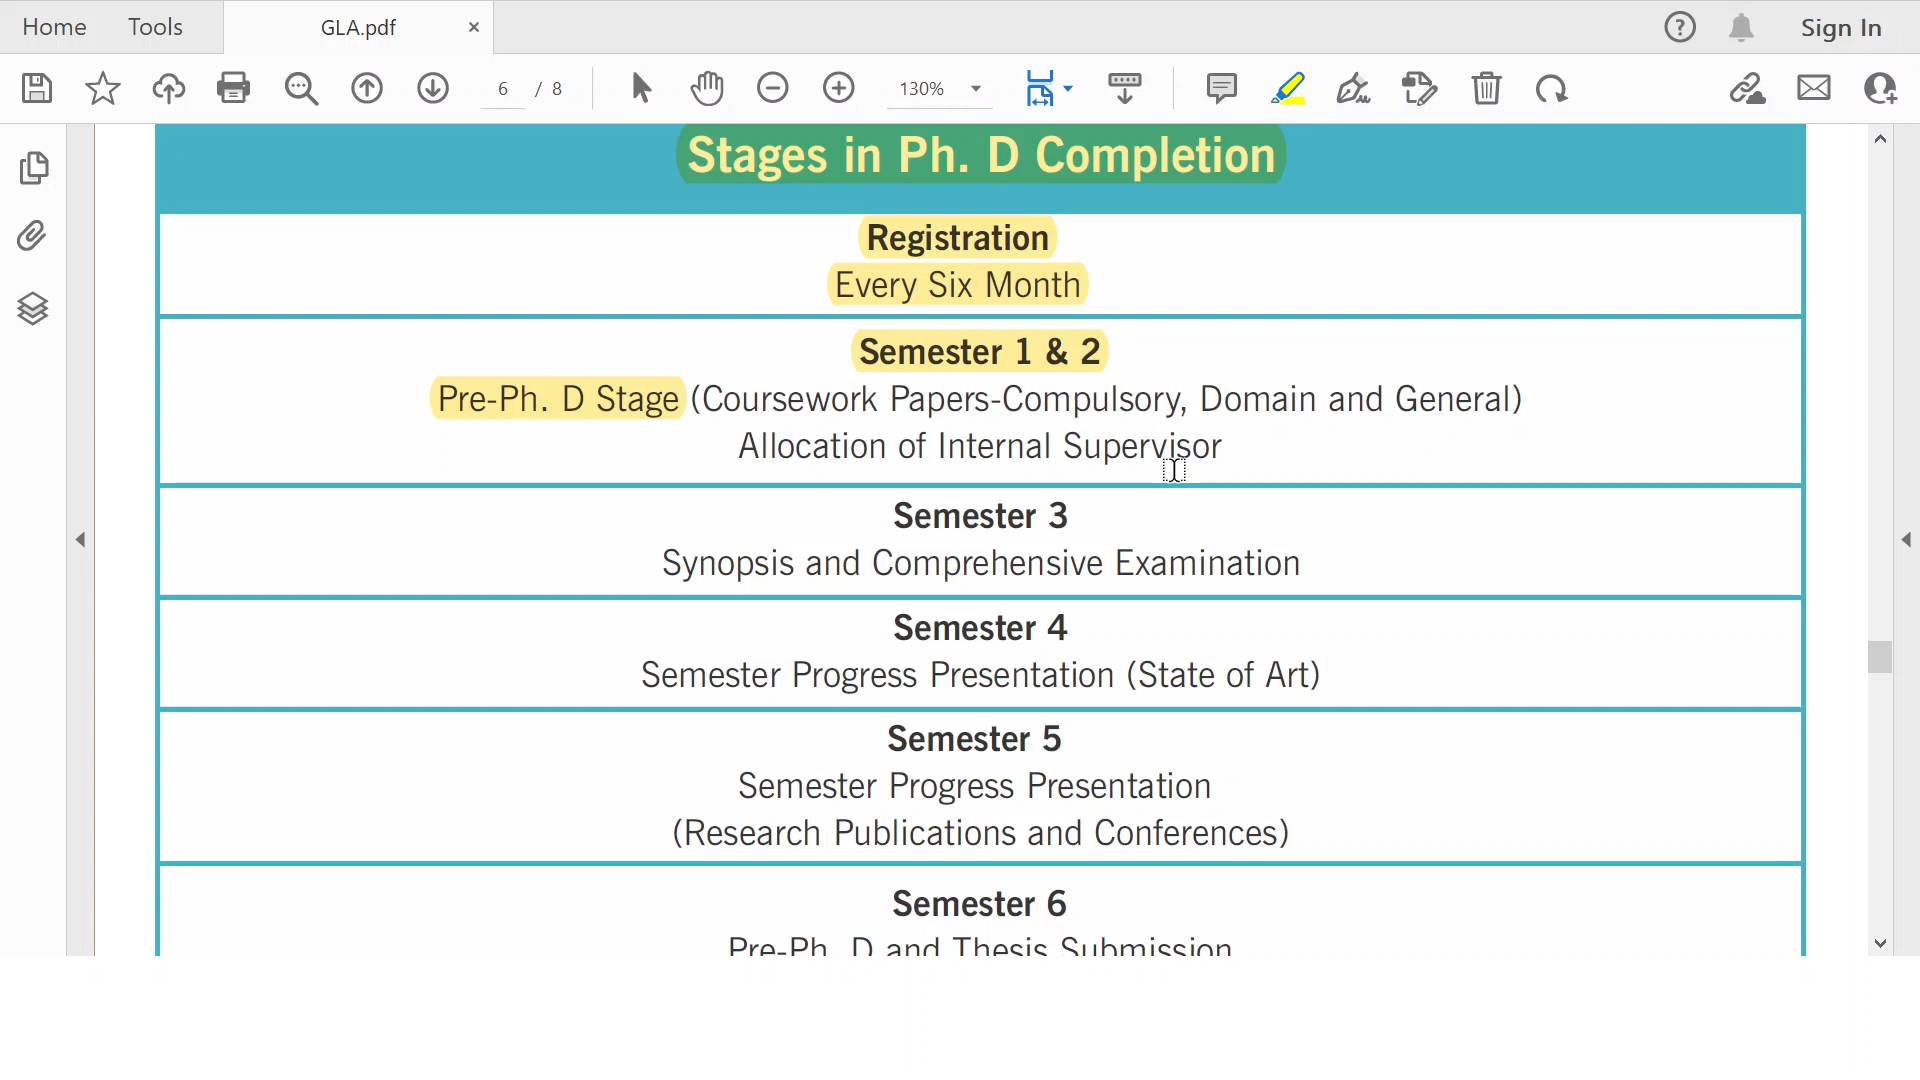 Home Tools GLA.pdf × Sign In
6 / 8 130%
Stages in Ph. D Completion
Registration
Every Six Month
Semester 1 & 2
Pre-Ph. D Stage (Coursework Papers-Compulsory, Domain and General)
Allocation of Internal Supervisor
Semester 3
Synopsis and Comprehensive Examination
Semester 4
Semester Progress Presentation (State of Art)
Semester 5
Semester Progress Presentation
(Research Publications and Conferences)
Semester 6
Pre-Ph. D and Thesis Submission